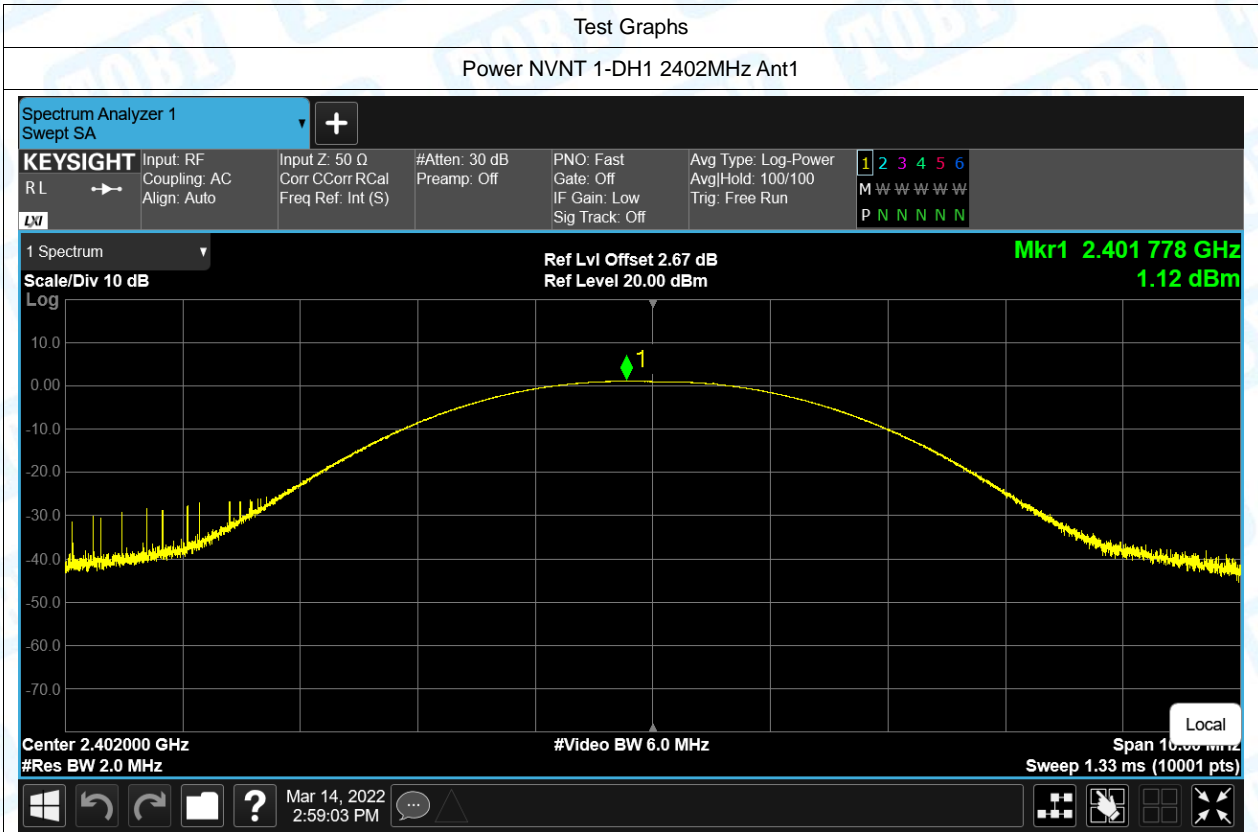 Test Graphs
Power NVNT 1-DH1 2402MHz Ant1
Spectrum Analyzer 1
Swept SA
KEYSIGHT
R L
LXI
Input: RF
Coupling: AC
Align: Auto
Input Z: 50 Ω
Corr CCorr RCal
Freq Ref: Int (S)
#Atten: 30 dB
Preamp: Off
PNO: Fast
Gate: Off
IF Gain: Low
Sig Track: Off
Avg Type: Log-Power
Avg|Hold: 100/100
Trig: Free Run
1 2 3 4 5 6
M W W W W W
P N N N N N
1 Spectrum
Scale/Div 10 dB
Ref Lvl Offset 2.67 dB
Ref Level 20.00 dBm
Mkr1 2.401 778 GHz
1.12 dBm
Log
10.0
0.00
-10.0
-20.0
-30.0
-40.0
-50.0
-60.0
-70.0
1
Local
Center 2.402000 GHz
#Res BW 2.0 MHz
#Video BW 6.0 MHz
Span 10.00 MHz
Sweep 1.33 ms (10001 pts)
?
Mar 14, 2022
2:59:03 PM
TOBY